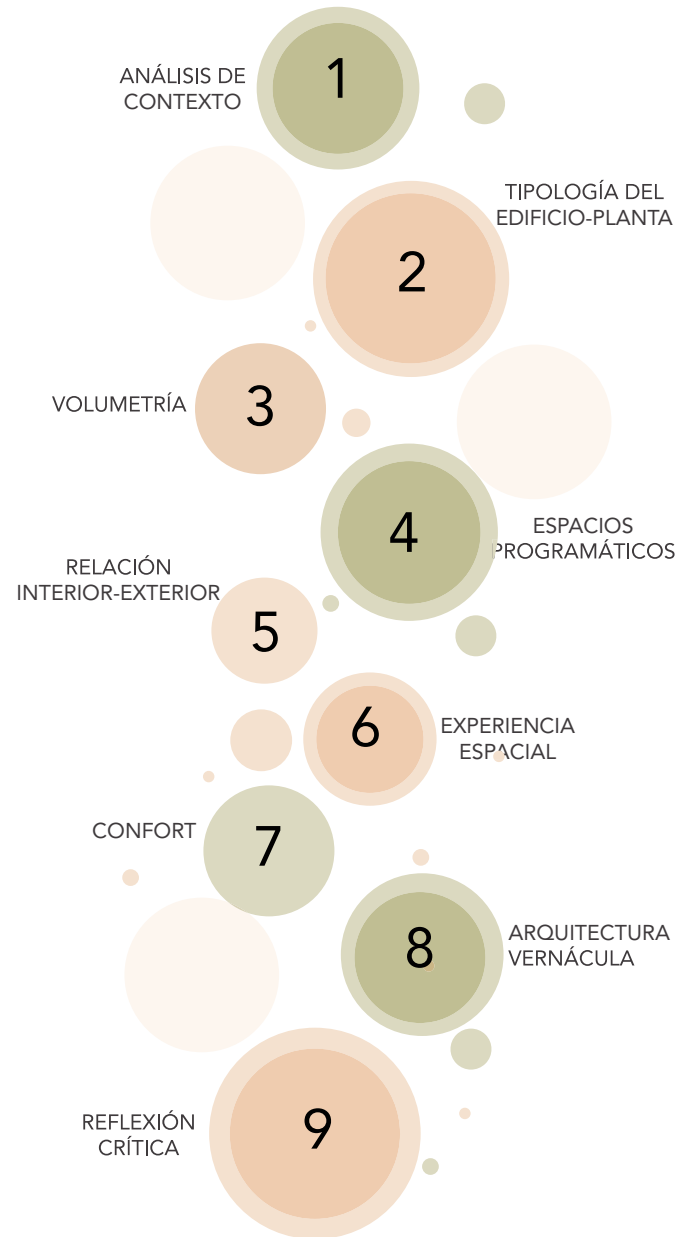 1
ANÁLISIS DE
CONTEXTO
TIPOLOGÍA DEL
EDIFICIO-PLANTA
2
VOLUMETRÍA
3
4
ESPACIOS
PROGRAMÁTICOS
RELACIÓN
INTERIOR-EXTERIOR
5
6
EXPERIENCIA
ESPACIAL
CONFORT
7
8
ARQUITECTURA
VERNÁCULA
REFLEXIÓN
CRÍTICA
9